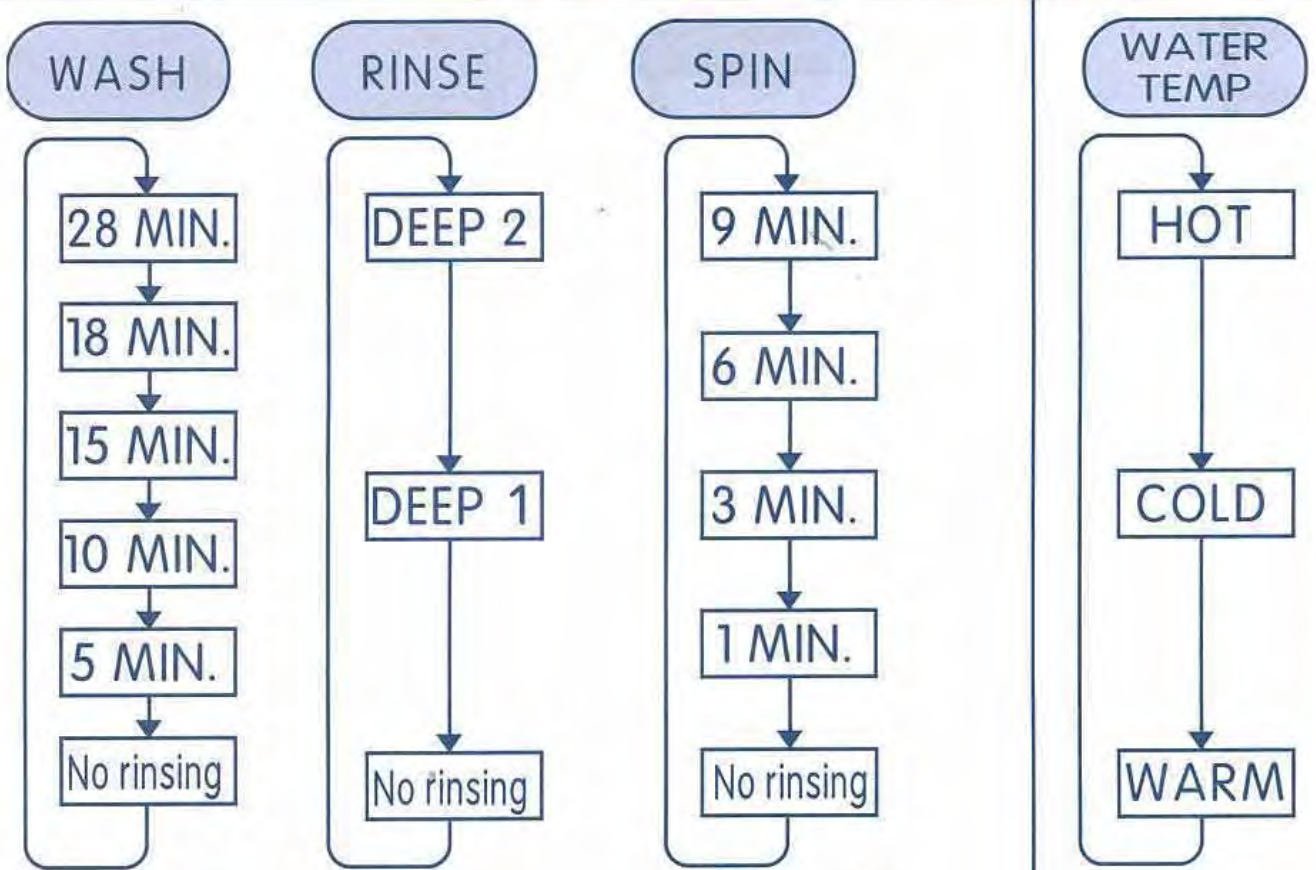 WASH
28 MIN.
18 MIN.
15 MIN.
10 MIN.
5 MIN.
No rinsing
RINSE
DEEP 2
DEEP 1
No rinsing
SPIN
9 MIN.
6 MIN.
3 MIN.
1 MIN.
No rinsing
WATER
TEMP
HOT
COLD
WARM